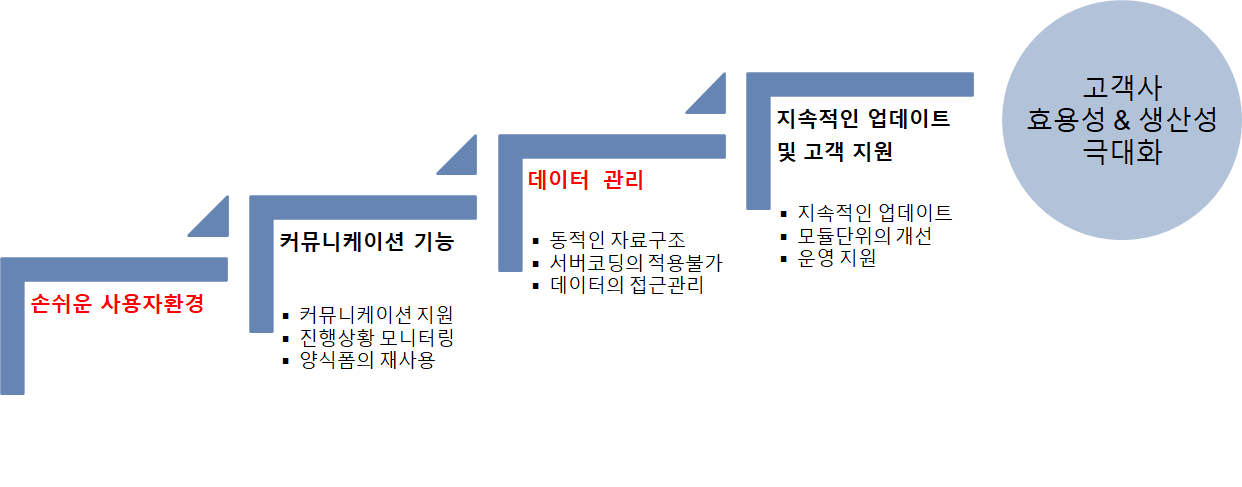 손쉬운 사용자환경
커뮤니케이션 기능
▪ 커뮤니케이션 지원
▪ 진행상황 모니터링
▪ 양식폼의 재사용
데이터 관리
▪ 동적인 자료구조
▪ 서버코딩의 적용불가
▪ 데이터의 접근관리
지속적인 업데이트
및 고객 지원
▪ 지속적인 업데이트
▪ 모듈단위의 개선
▪ 운영 지원
고객사
효용성 & 생산성
극대화